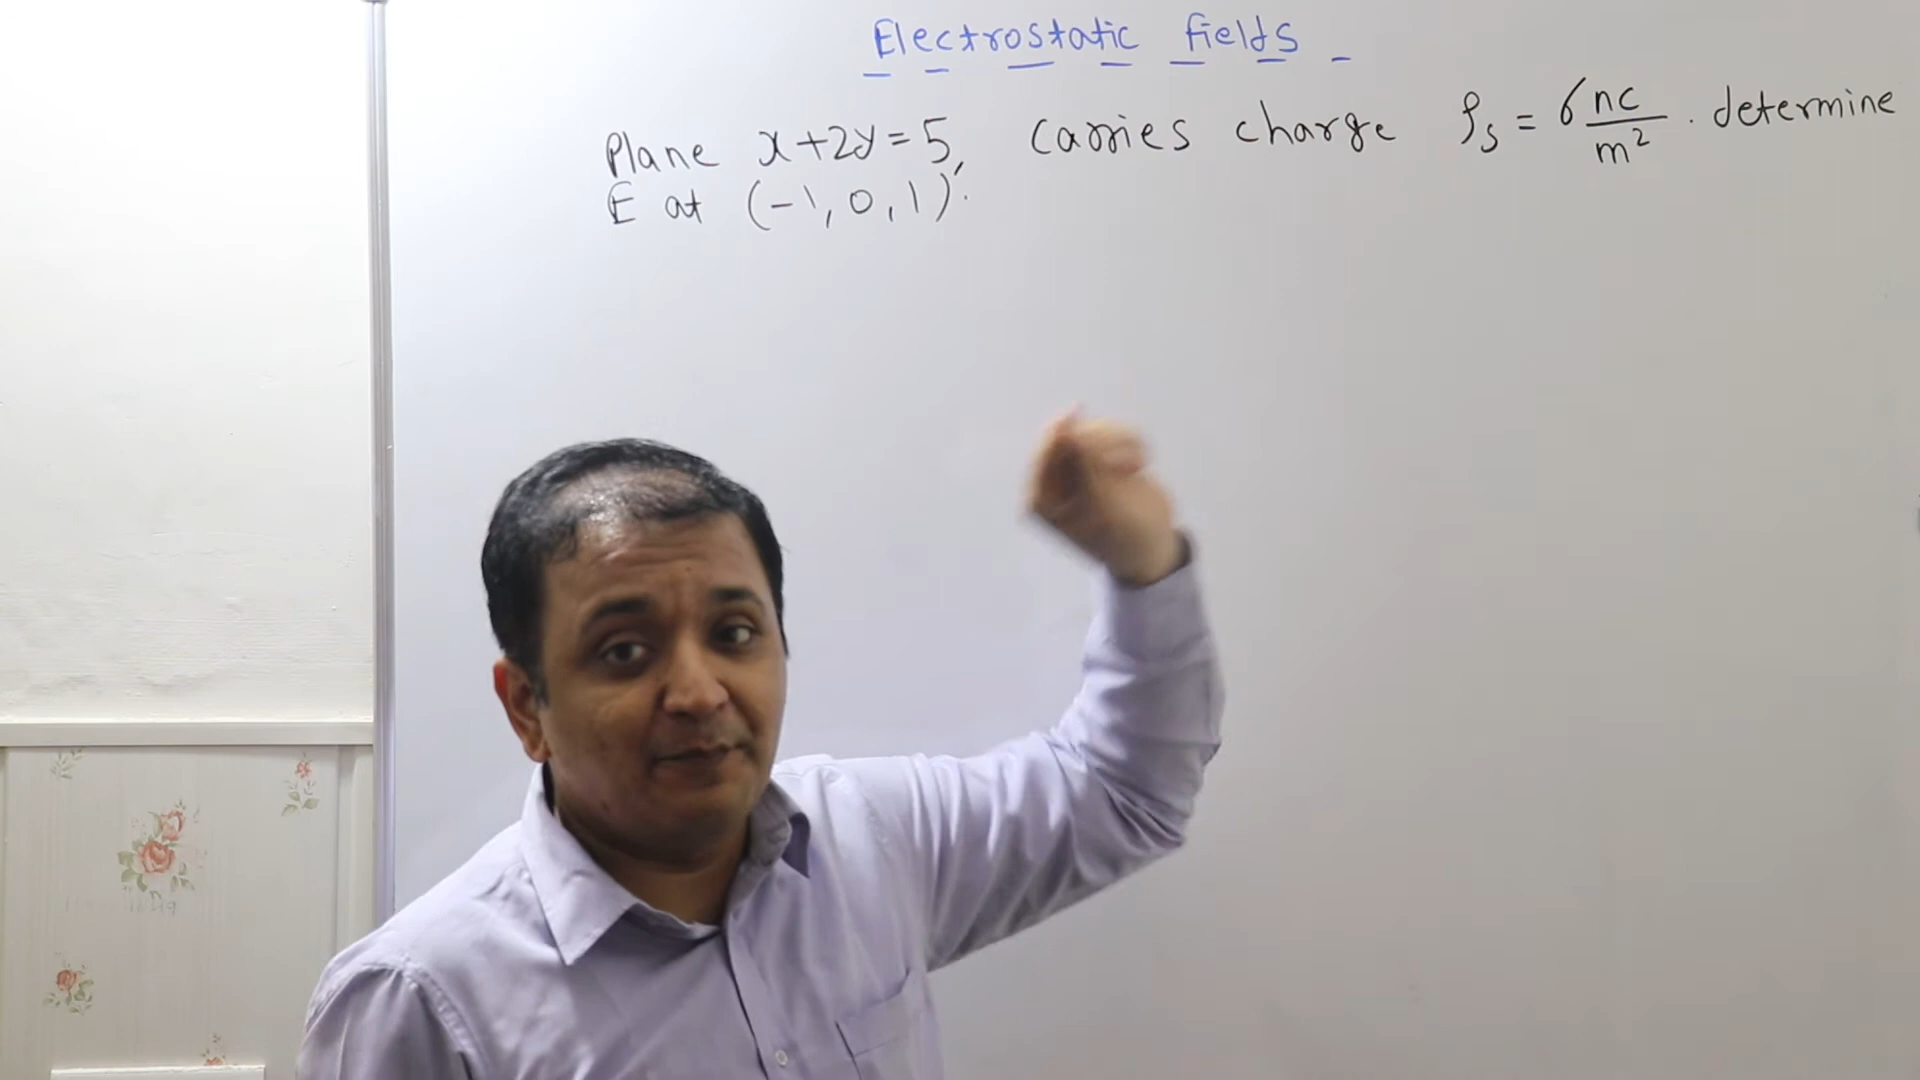 Electrostatic fields
Plane x+2y=5, carries charge ρs = 6 nc/m². determine
E at (-1, 0, 1).